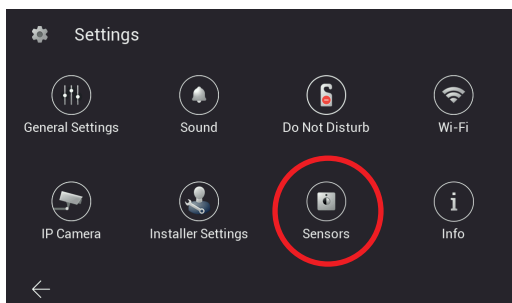 Settings
General Settings Sound Do Not Disturb Wi-Fi
IP Camera Installer Settings Sensors Info